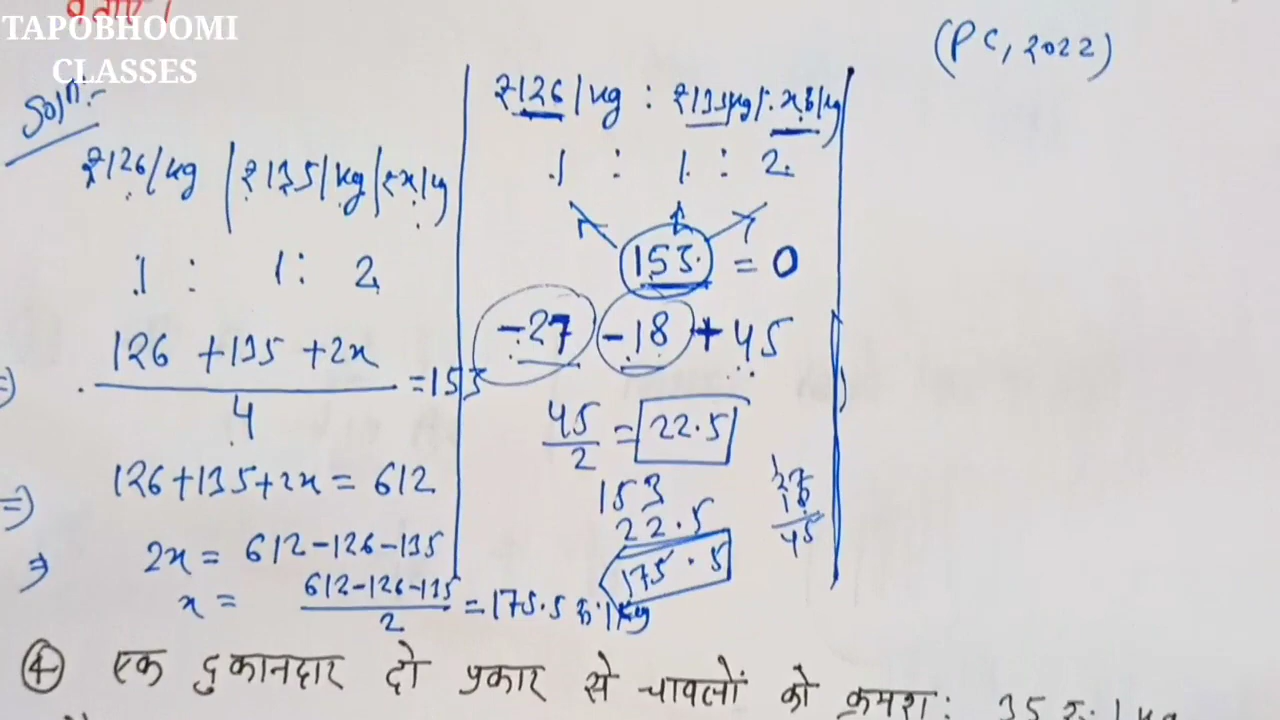 बताए।
TAPOBHOOMI
CLASSES
(PC, 2022)
Soln:-
₹126/kg | ₹135/kg | ₹x/kg
1 : 1 : 2
126 + 135 + 2x
4
= 153
126+135+2x = 612
2x = 612-126-135
x = 612-126-135
2
= 175.5 रु.।kg
₹126/kg : ₹135/kg : x₹/kg
1 : 1 : 2
153 = 0
-27 -18 + 45
45
2
= 22.5
153
22.5
175.5
27
18
45
④ एक दुकानदार दो प्रकार से चावलों को क्रमश: 35 रु.।kg